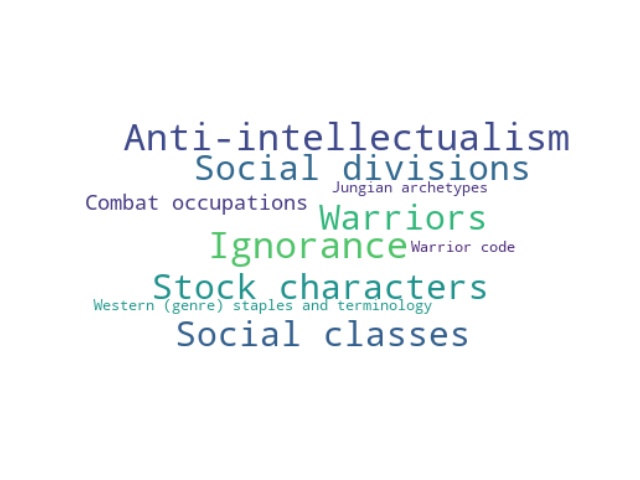 Anti-intellectualism
Social divisions
Jungian archetypes
Combat occupations
Warriors
Ignorance
Warrior code
Stock characters
Western (genre) staples and terminology
Social classes